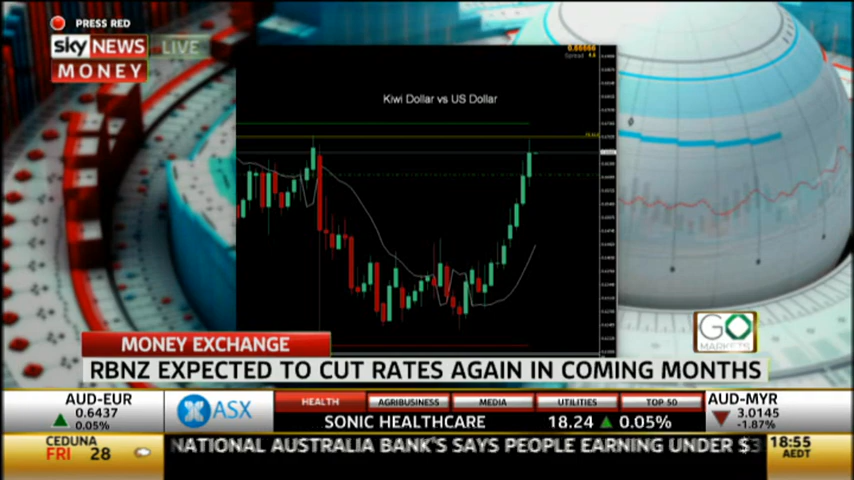 PRESS RED
sky NEWS LIVE
MONEY
0.66666
Spread
Kiwi Dollar vs US Dollar
GO
MARKETS
MONEY EXCHANGE
RBNZ EXPECTED TO CUT RATES AGAIN IN COMING MONTHS
AUD-EUR
0.6437
0.05%
ASX
HEALTH AGRIBUSINESS MEDIA UTILITIES TOP 50
SONIC HEALTHCARE 18.24 0.05%
AUD-MYR
3.0145
-1.87%
CEDUNA
FRI 28
NATIONAL AUSTRALIA BANK'S SAYS PEOPLE EARNING UNDER $
18:55
AEDT